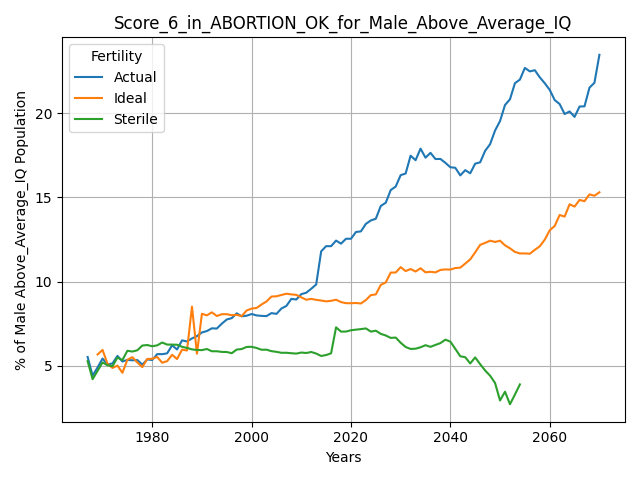 Score_6_in_ABORTION_OK_for_Male_Above_Average_IQ
Fertility
Actual
Ideal
Sterile
% of Male Above_Average_IQ Population
20
15
10
5
1980 2000 2020 2040 2060
Years